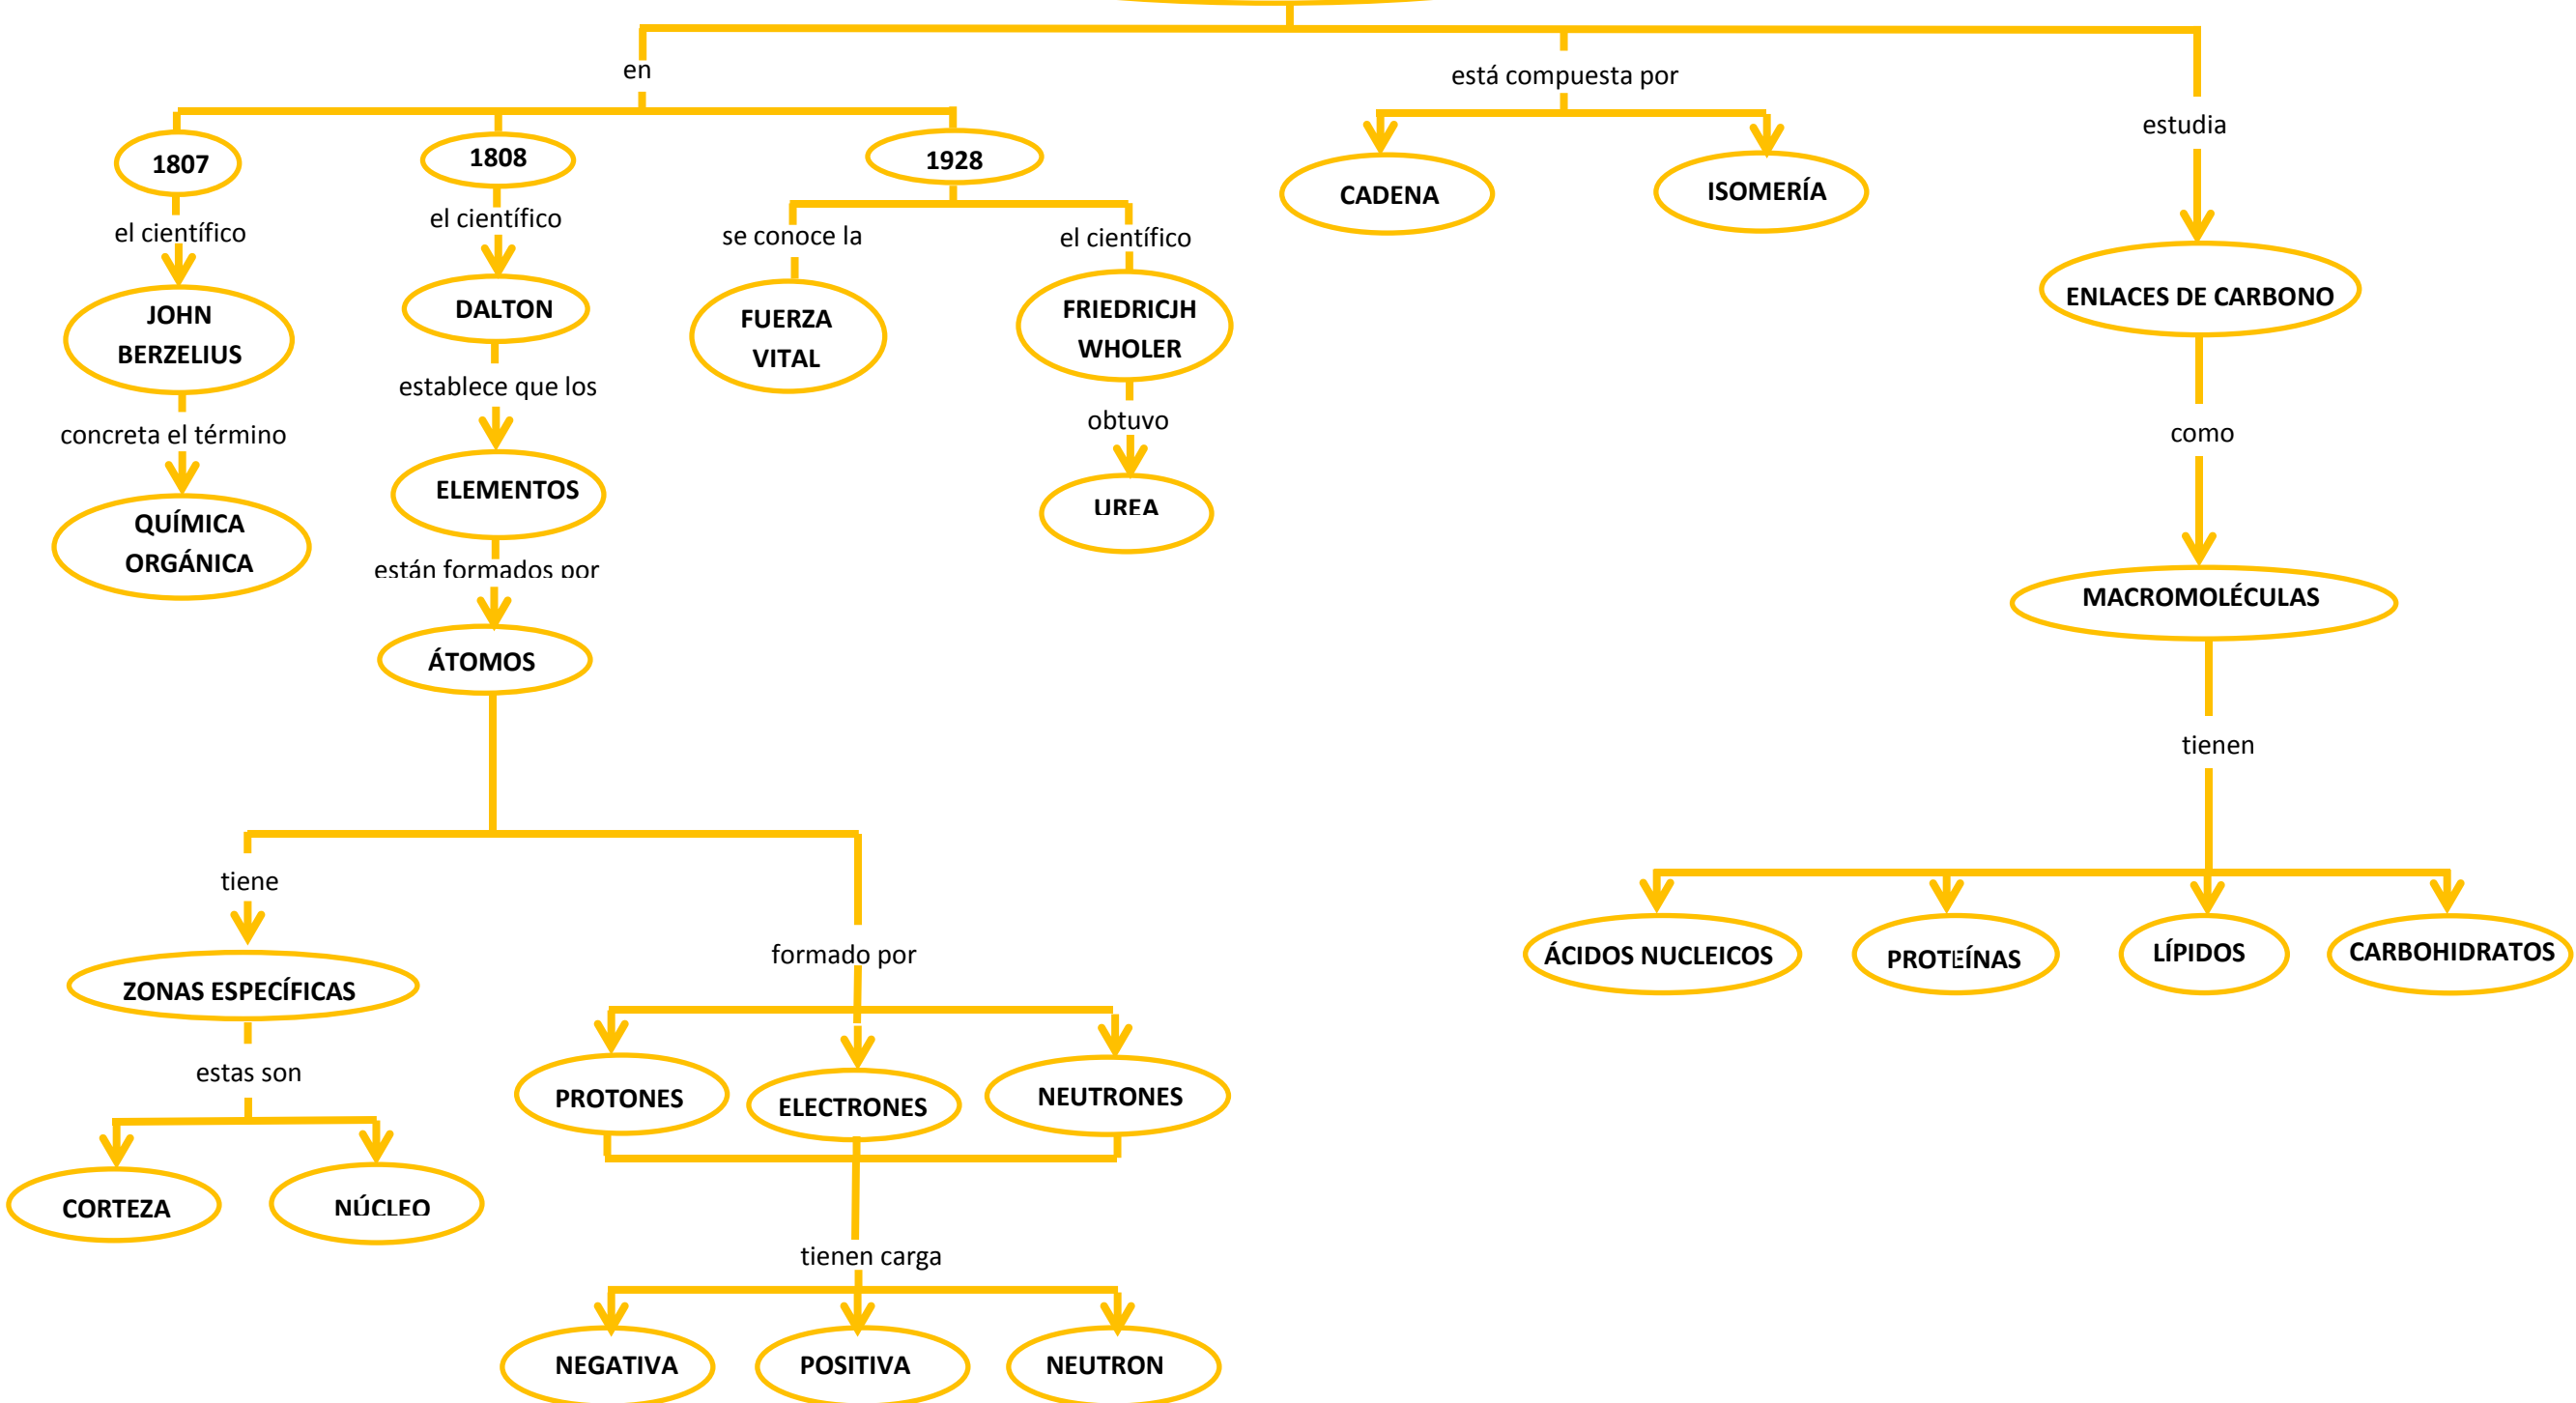 en
está compuesta por
estudia
1807
1808
1928
CADENA
ISOMERÍA
el científico
el científico
se conoce la
el científico
ENLACES DE CARBONO
JOHN
BERZELIUS
DALTON
FUERZA
VITAL
FRIEDRICJH
WHOLER
establece que los
concreta el término
obtuvo
como
QUÍMICA
ORGÁNICA
ELEMENTOS
UREA
están formados por
MACROMOLÉCULAS
ÁTOMOS
tienen
tiene
formado por
ÁCIDOS NUCLEICOS
PROTEÍNAS
LÍPIDOS
CARBOHIDRATOS
ZONAS ESPECÍFICAS
estas son
PROTONES
ELECTRONES
NEUTRONES
CORTEZA
NÚCLEO
tienen carga
NEGATIVA
POSITIVA
NEUTRON